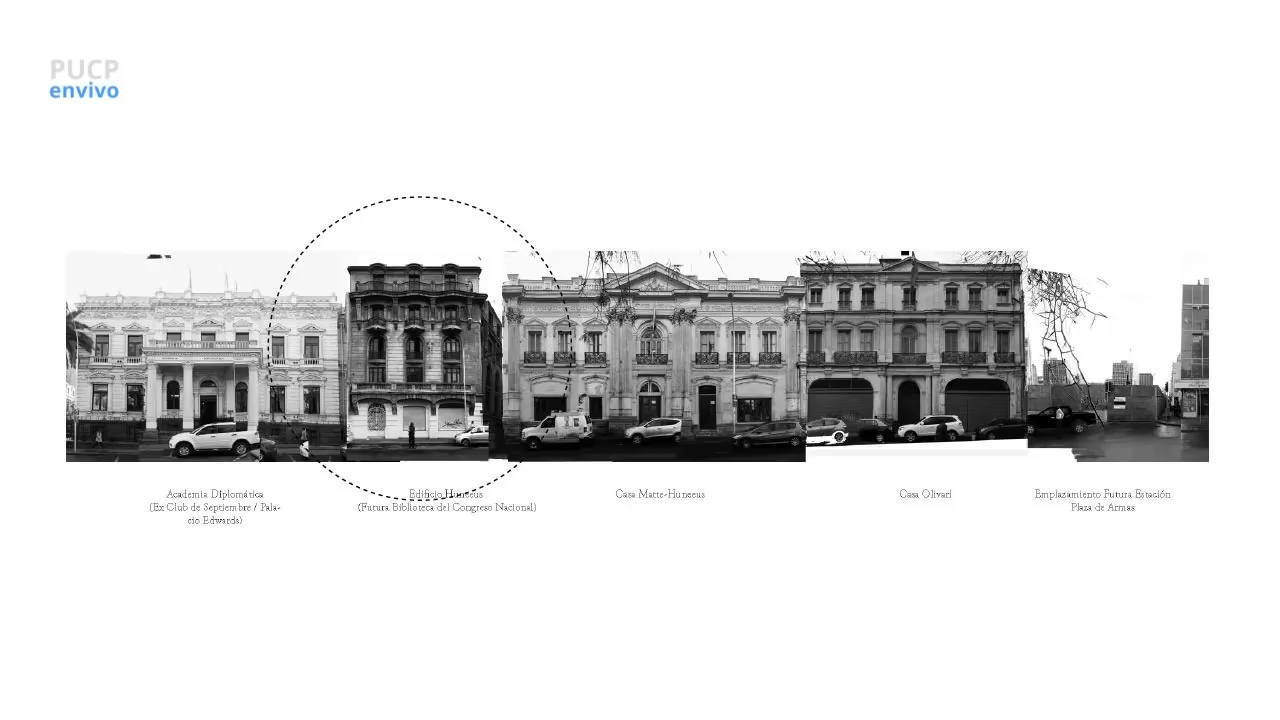 PUCP
envivo
Academia Diplomática
(Ex Club de Septiembre / Pala-
cio Edwards)
Edificio Huneeus
(Futura Biblioteca del Congreso Nacional)
Casa Matte-Huneeus
Casa Olivari
Emplazamiento Futura Estación
Plaza de Armas